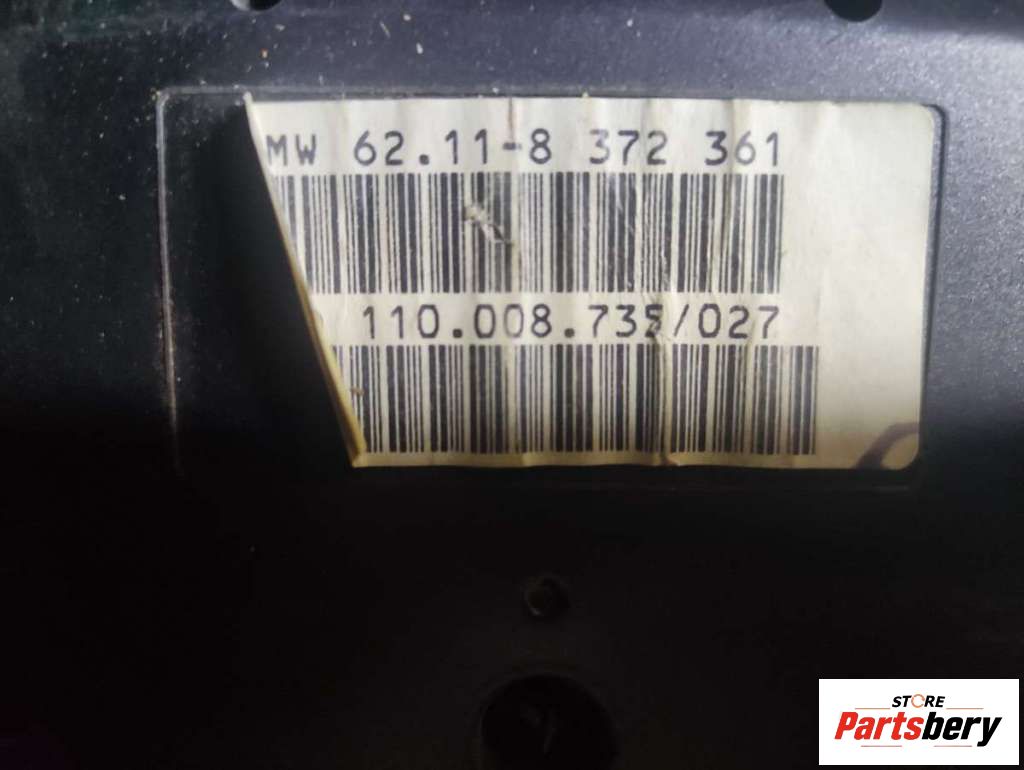 MW 62.11-8 372 361
110.008.735/027
STORE
Partsbery